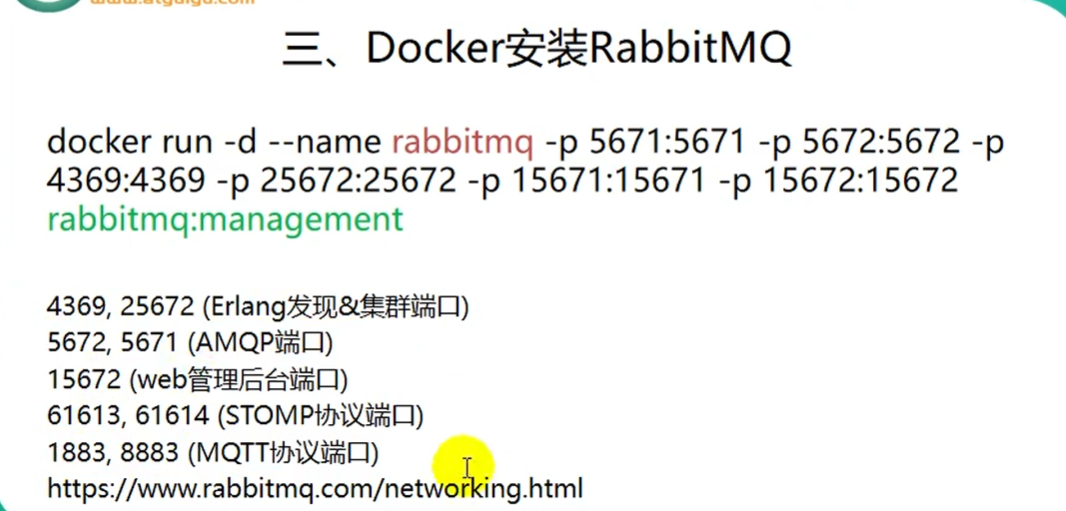 www.atguigu.com
三、Docker安装RabbitMQ
docker run -d --name rabbitmq -p 5671:5671 -p 5672:5672 -p
4369:4369 -p 25672:25672 -p 15671:15671 -p 15672:15672
rabbitmq:management
4369, 25672 (Erlang发现&集群端口)
5672, 5671 (AMQP端口)
15672 (web管理后台端口)
61613, 61614 (STOMP协议端口)
1883, 8883 (MQTT协议端口)
https://www.rabbitmq.com/networking.html